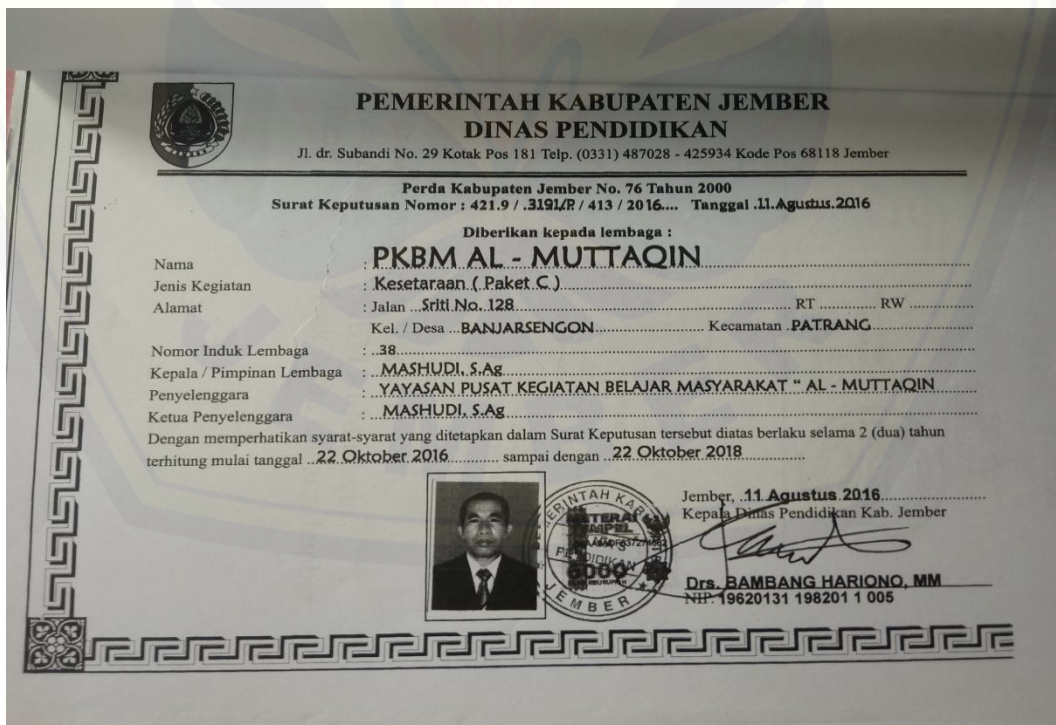 PEMERINTAH KABUPATEN JEMBER
DINAS PENDIDIKAN
Jl. dr. Subandi No. 29 Kotak Pos 181 Telp. (0331) 487028 - 425934 Kode Pos 68118 Jember
Perda Kabupaten Jember No. 76 Tahun 2000
Surat Keputusan Nomor : 421.9 / .3191/P. / 413 / 2016.... Tanggal .11.Agustus.2016
Diberikan kepada lembaga :
Nama : PKBM AL - MUTTAQIN
Jenis Kegiatan : Kesetaraan ( Paket C )
Alamat : Jalan ... Sriti No. 128 RT RW
Kel. / Desa ... BANJARSENGON Kecamatan . PATRANG
Nomor Induk Lembaga : ..38
Kepala / Pimpinan Lembaga : ... MASHUDI, S.Ag
Penyelenggara : YAYASAN PUSAT KEGIATAN BELAJAR MASYARAKAT " AL - MUTTAQIN
Ketua Penyelenggara : ... MASHUDI, S.Ag
Dengan memperhatikan syarat-syarat yang ditetapkan dalam Surat Keputusan tersebut diatas berlaku selama 2 (dua) tahun
terhitung mulai tanggal ..22 Oktober 2016 sampai dengan ..22 Oktober 2018
METERAI
TEMPEL
6000
PENDIDIKAN
JEMBER
Jember, ..11 Agustus 2016
Kepala Dinas Pendidikan Kab. Jember
Drs. BAMBANG HARIONO, MM
NIP. 19620131 198201 1 005